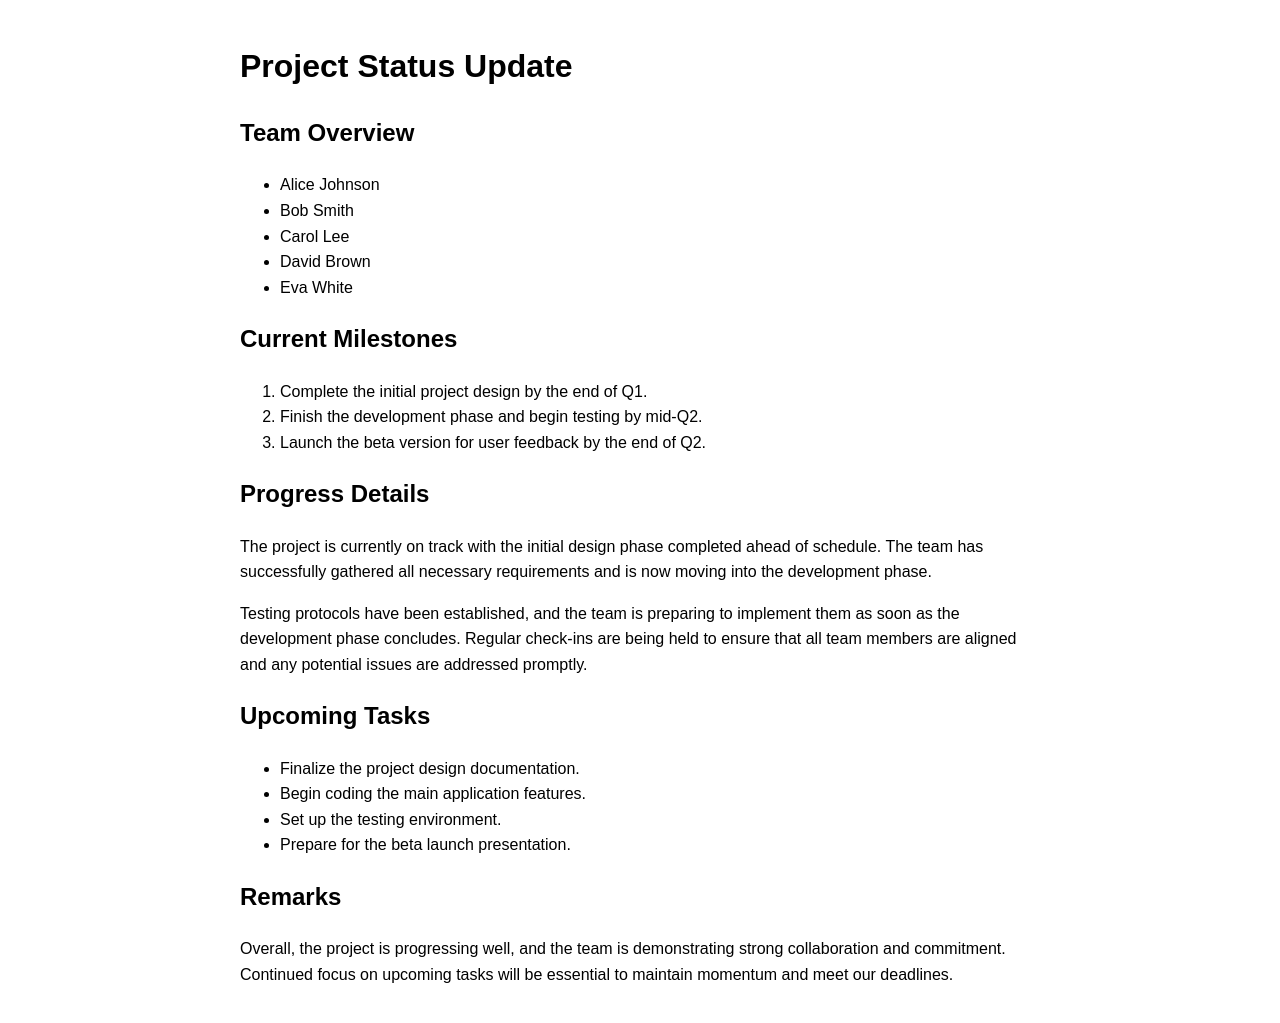 Project Status Update
Team Overview
• Alice Johnson
• Bob Smith
• Carol Lee
• David Brown
• Eva White
Current Milestones
1. Complete the initial project design by the end of Q1.
2. Finish the development phase and begin testing by mid-Q2.
3. Launch the beta version for user feedback by the end of Q2.
Progress Details
The project is currently on track with the initial design phase completed ahead of schedule. The team has
successfully gathered all necessary requirements and is now moving into the development phase.
Testing protocols have been established, and the team is preparing to implement them as soon as the
development phase concludes. Regular check-ins are being held to ensure that all team members are aligned
and any potential issues are addressed promptly.
Upcoming Tasks
• Finalize the project design documentation.
• Begin coding the main application features.
• Set up the testing environment.
• Prepare for the beta launch presentation.
Remarks
Overall, the project is progressing well, and the team is demonstrating strong collaboration and commitment.
Continued focus on upcoming tasks will be essential to maintain momentum and meet our deadlines.